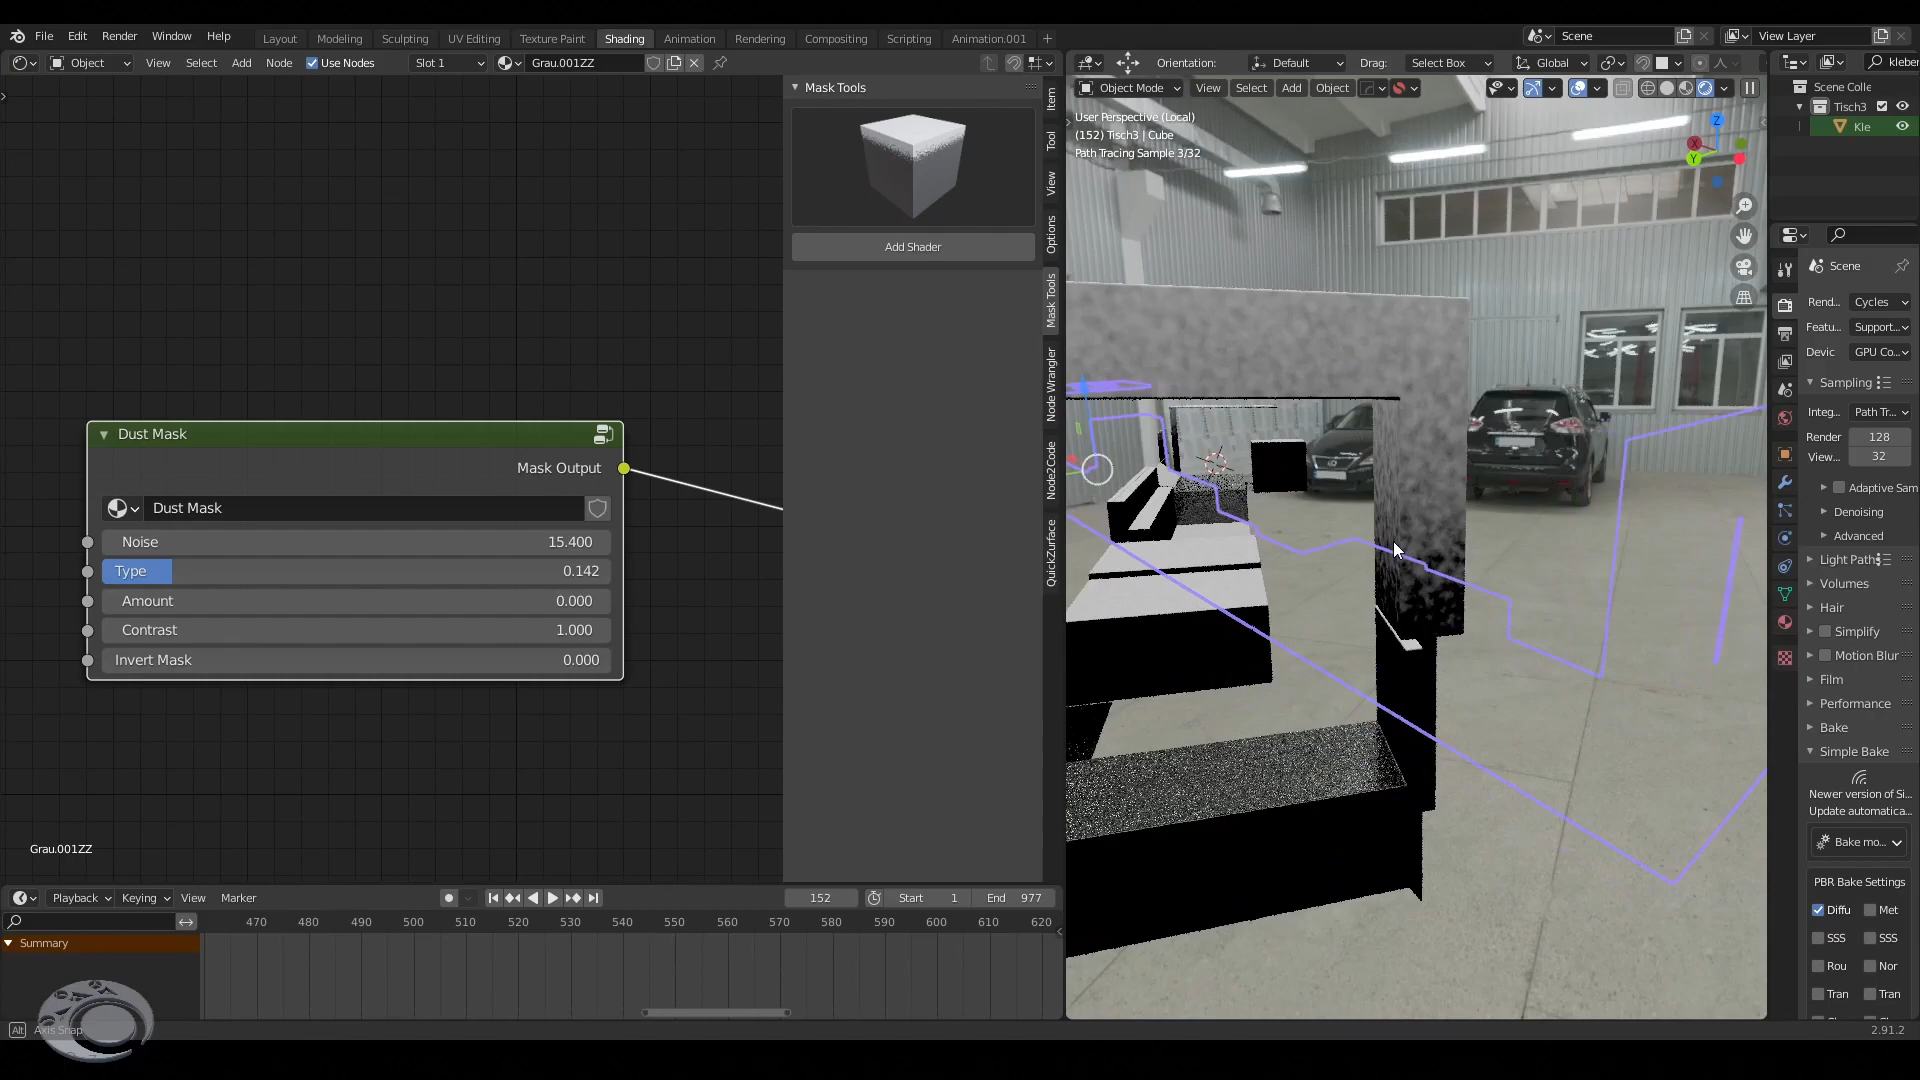 File Edit Render Window Help Layout Modeling Sculpting UV Editing Texture Paint Shading Animation Rendering Compositing Scripting Animation.001 + Scene View Layer
Object View Select Add Node Use Nodes Slot 1 Grau.001ZZ Orientation: Default Drag: Select Box Global kleber
Mask Tools
Object Mode View Select Add Object
Scene Colle
Tisch3
Kle
User Perspective (Local)
(152) Tisch3 | Cube
Path Tracing Sample 3/32
X
Y
Z
Add Shader
Item
Tool
View
Options
Mask Tools
Node Wrangler
Node2Code
QuickZurface
Dust Mask
Mask Output
Dust Mask
Noise 15.400
Type 0.142
Amount 0.000
Contrast 1.000
Invert Mask 0.000
Grau.001ZZ
Scene
Rend... Cycles
Featu... Support...
Devic GPU Co...
Sampling
Integ... Path Tr...
Render 128
View... 32
Adaptive Sam
Denoising
Advanced
Light Paths
Volumes
Hair
Simplify
Motion Blur
Film
Performance
Bake
Simple Bake
Newer version of Si...
Update automatica...
Bake mo...
PBR Bake Settings
Diffu Met
SSS SSS
Rou Nor
Tran Tran
Playback Keying View Marker 152 Start 1 End 977
470 480 490 500 510 520 530 540 550 560 570 580 590 600 610 620
Summary
Alt Axis Snap
2.91.2